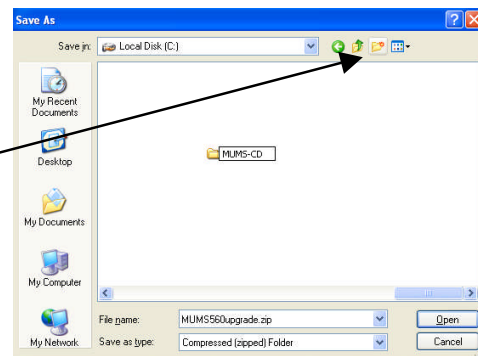 Save As
Save in:
Local Disk (C:)
My Recent
Documents
Desktop
MUMS-CD
My Documents
My Computer
My Network
File name:
MUMS560upgrade.zip
Open
Save as type:
Compressed (zipped) Folder
Cancel